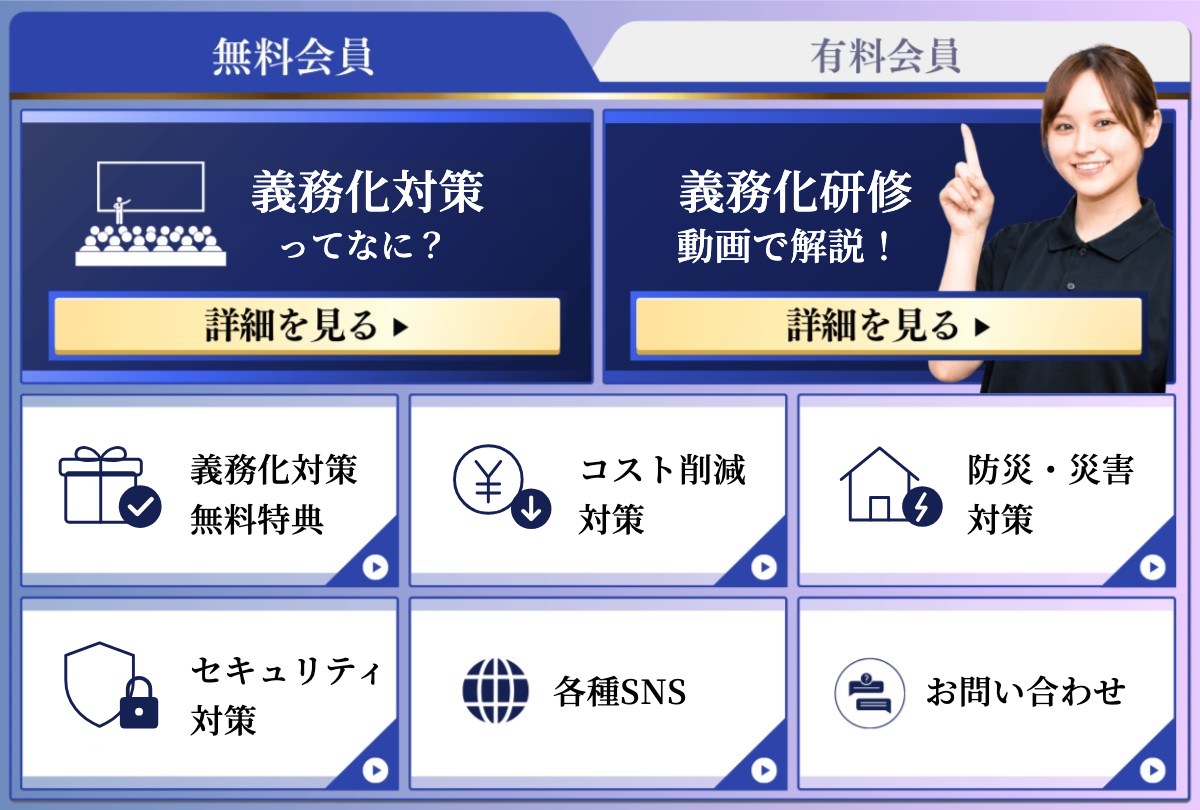 無料会員
有料会員
義務化対策
ってなに？
詳細を見る ▶
義務化研修
動画で解説！
詳細を見る ▶
義務化対策
無料特典
コスト削減
対策
防災・災害
対策
セキュリティ
対策
各種SNS
お問い合わせ